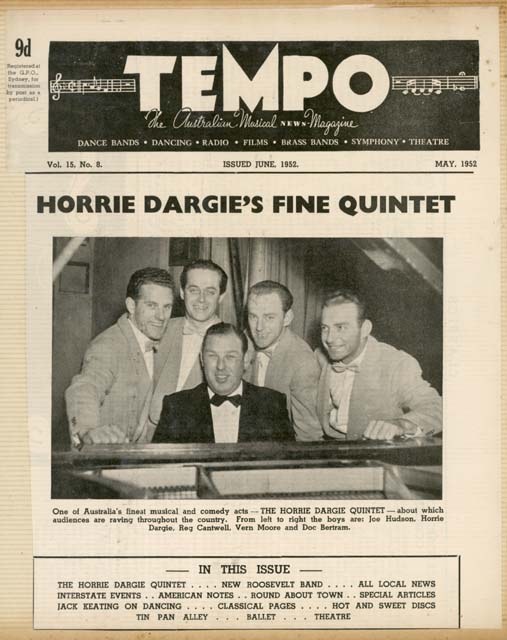 9d
Registered at
the G.P.O.,
Sydney, for
transmission
by post as a
periodical.)
TEMPO
The Australian Musical NEWS-Magazine
DANCE BANDS • DANCING • RADIO • FILMS • BRASS BANDS • SYMPHONY • THEATRE
Vol. 15, No. 8. ISSUED JUNE, 1952. MAY, 1952
HORRIE DARGIE'S FINE QUINTET
One of Australia's finest musical and comedy acts — THE HORRIE DARGIE QUINTET — about which
audiences are raving throughout the country. From left to right the boys are: Joe Hudson, Horrie
Dargie, Reg Cantwell, Vern Moore and Doc Bertram.
— IN THIS ISSUE —
THE HORRIE DARGIE QUINTET . . . . NEW ROOSEVELT BAND . . . . ALL LOCAL NEWS
INTERSTATE EVENTS . . AMERICAN NOTES . . ROUND ABOUT TOWN . . SPECIAL ARTICLES
JACK KEATING ON DANCING . . . . CLASSICAL PAGES . . . . HOT AND SWEET DISCS
TIN PAN ALLEY . . . BALLET . . . THEATRE